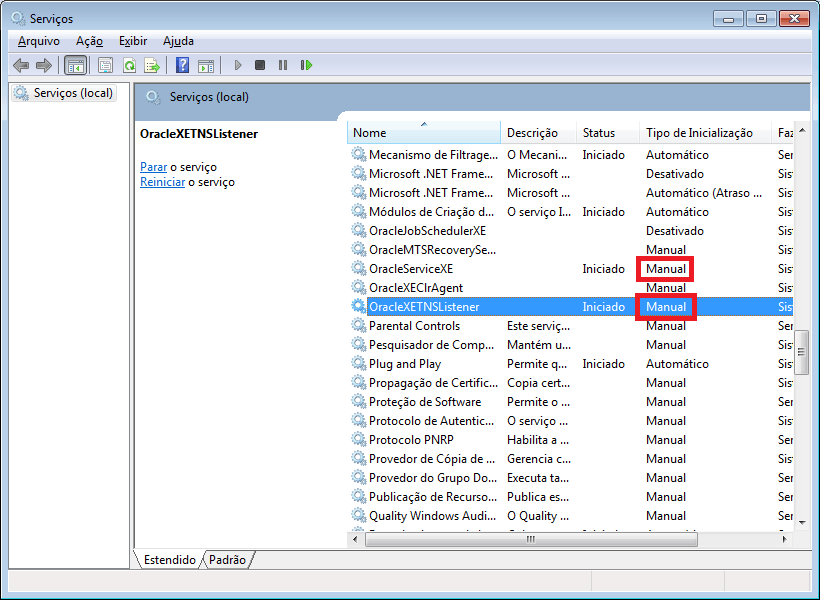 Serviços
Arquivo Ação Exibir Ajuda
Serviços (local)
Serviços (local)
OracleXETNSListener
Parar o serviço
Reiniciar o serviço
Nome Descrição Status Tipo de Inicialização Faz
Mecanismo de Filtrage... O Mecani... Iniciado Automático Ser
Microsoft .NET Frame... Microsoft ... Desativado Sis
Microsoft .NET Frame... Microsoft ... Automático (Atraso ... Sis
Módulos de Criação d... O serviço I... Iniciado Automático Sis
OracleJobSchedulerXE Desativado Sis
OracleMTSRecoverySe... Manual Sis
OracleServiceXE Iniciado Manual Sis
OracleXEClrAgent Manual Sis
OracleXETNSListener Iniciado Manual Sis
Parental Controls Este serviç... Manual Ser
Pesquisador de Comp... Mantém u... Manual Sis
Plug and Play Permite q... Iniciado Automático Sis
Propagação de Certific... Copia cert... Manual Sis
Proteção de Software Permite o ... Manual Ser
Protocolo de Autentic... O serviço ... Manual Sis
Protocolo PNRP Habilita a ... Manual Ser
Provedor de Cópia de ... Gerencia c... Manual Sis
Provedor do Grupo Do... Executa ta... Manual Ser
Publicação de Recurso... Publica es... Manual Ser
Quality Windows Audi... O Quality ... Manual Ser
Estendido Padrão